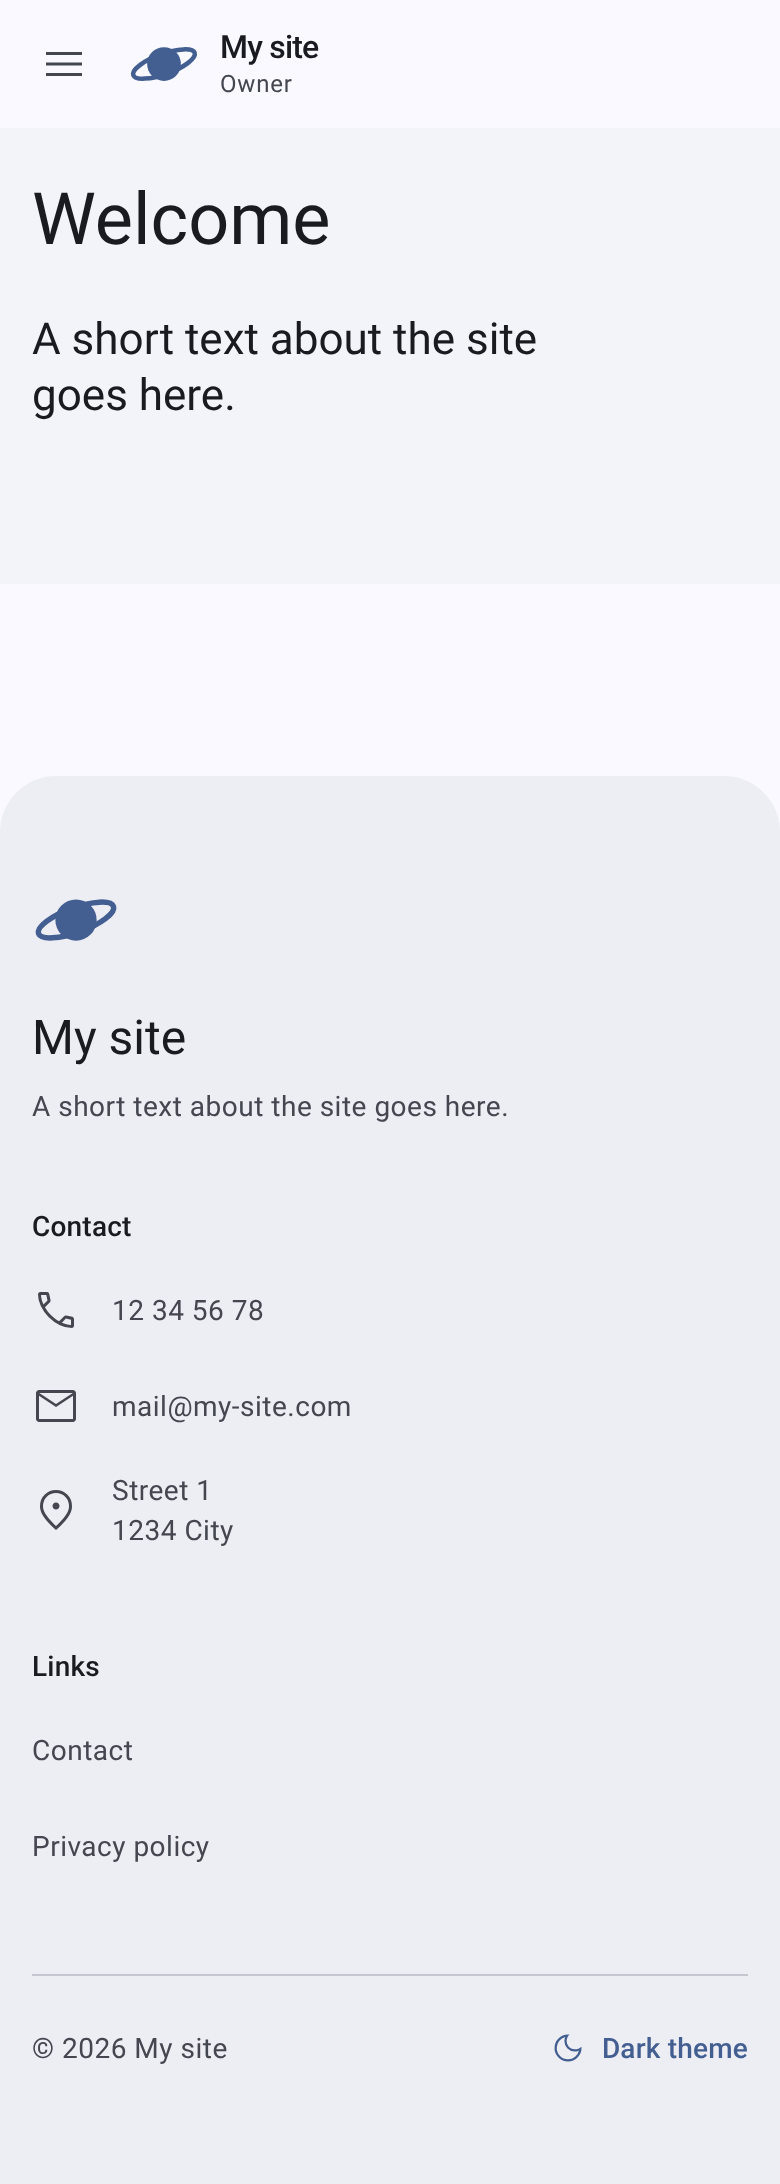 My site
Owner
Welcome
A short text about the site
goes here.
My site
A short text about the site goes here.
Contact
12 34 56 78
mail@my-site.com
Street 1
1234 City
Links
Contact
Privacy policy
© 2026 My site
Dark theme